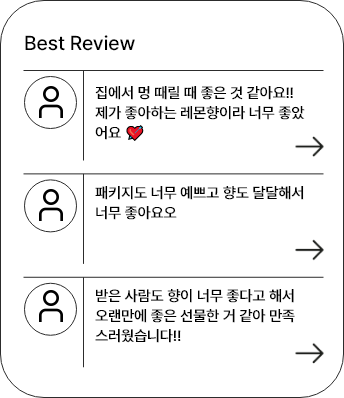 Best Review
집에서 멍 때릴 때 좋은 것 같아요!!
제가 좋아하는 레몬향이라 너무 좋았
어요 💘
패키지도 너무 예쁘고 향도 달달해서
너무 좋아요오
받은 사람도 향이 너무 좋다고 해서
오랜만에 좋은 선물한 거 같아 만족
스러웠습니다!!